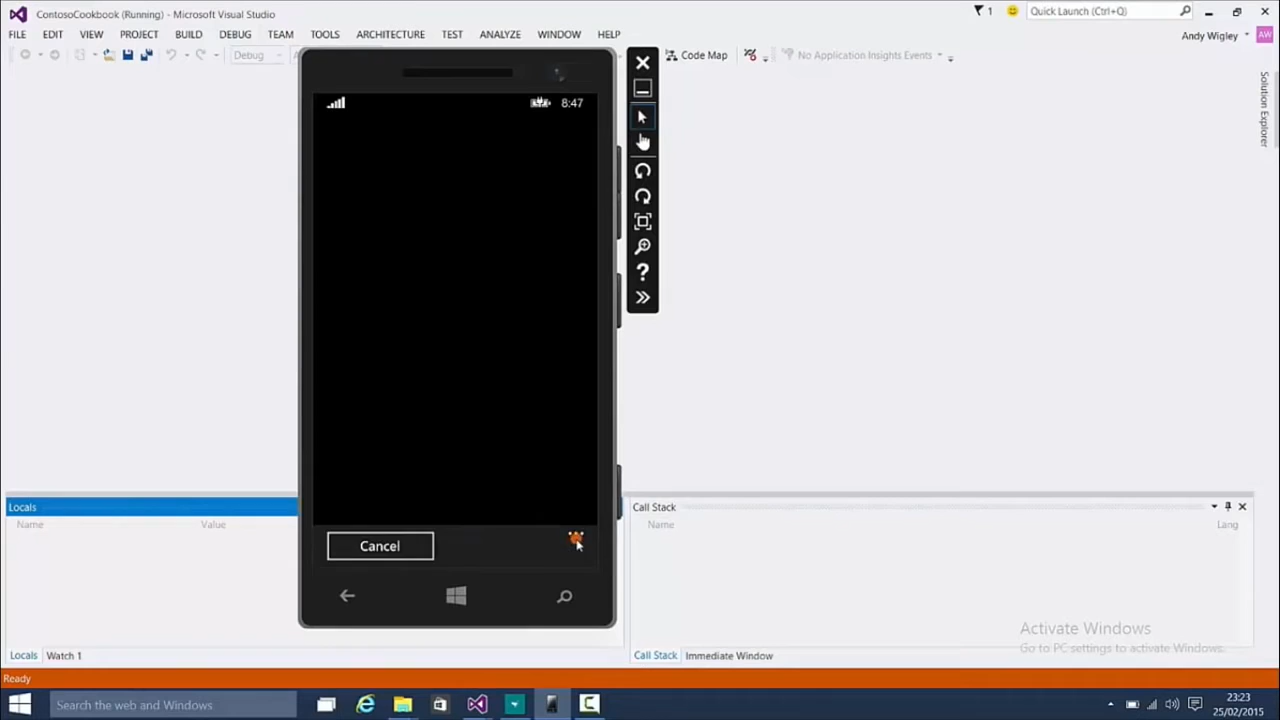 ContosoCookbook (Running) - Microsoft Visual Studio
1
Quick Launch (Ctrl+Q)
FILE EDIT VIEW PROJECT BUILD DEBUG TEAM TOOLS ARCHITECTURE TEST ANALYZE WINDOW HELP
Andy Wigley
AW
Debug
Code Map
No Application Insights Events
Solution Explorer
8:47
Cancel
Locals
Name Value
Call Stack
Name Lang
Activate Windows
Go to PC settings to activate Windows.
Locals Watch 1
Call Stack Immediate Window
Ready
Search the web and Windows
23:23
25/02/2015